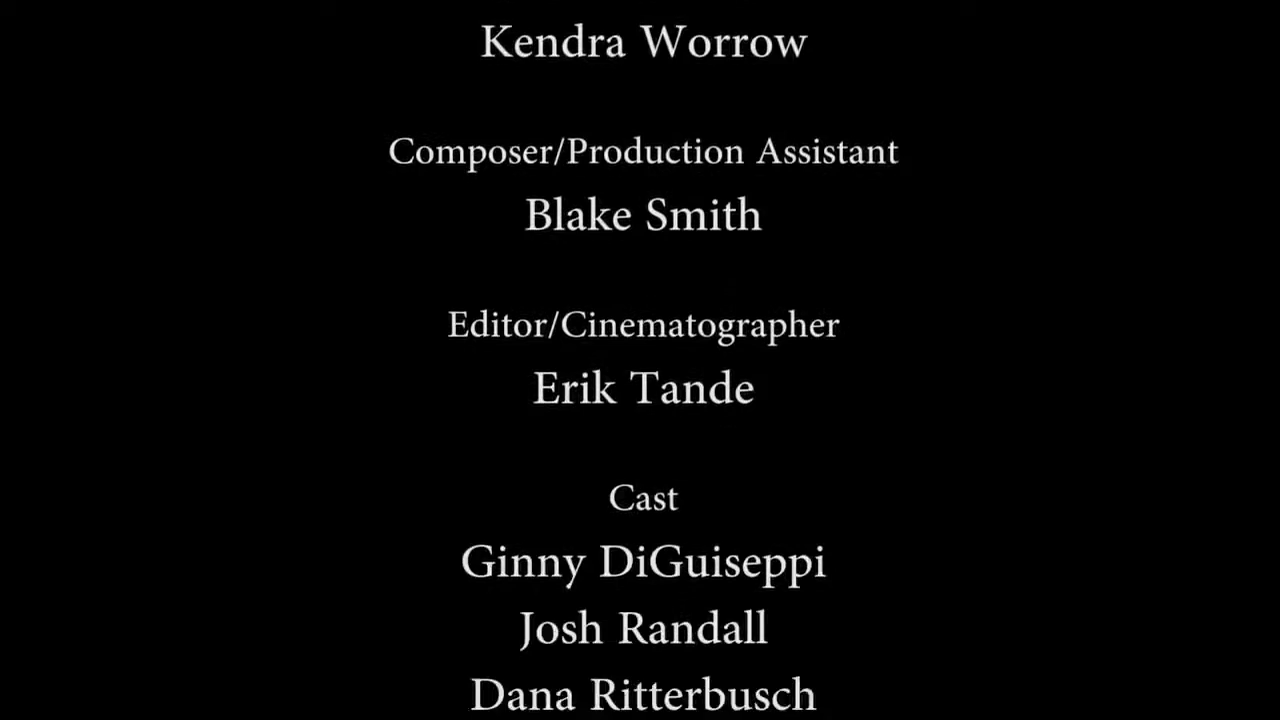 Kendra Worrow
Composer/Production Assistant
Blake Smith
Editor/Cinematographer
Erik Tande
Cast
Ginny DiGuiseppi
Josh Randall
Dana Ritterbusch